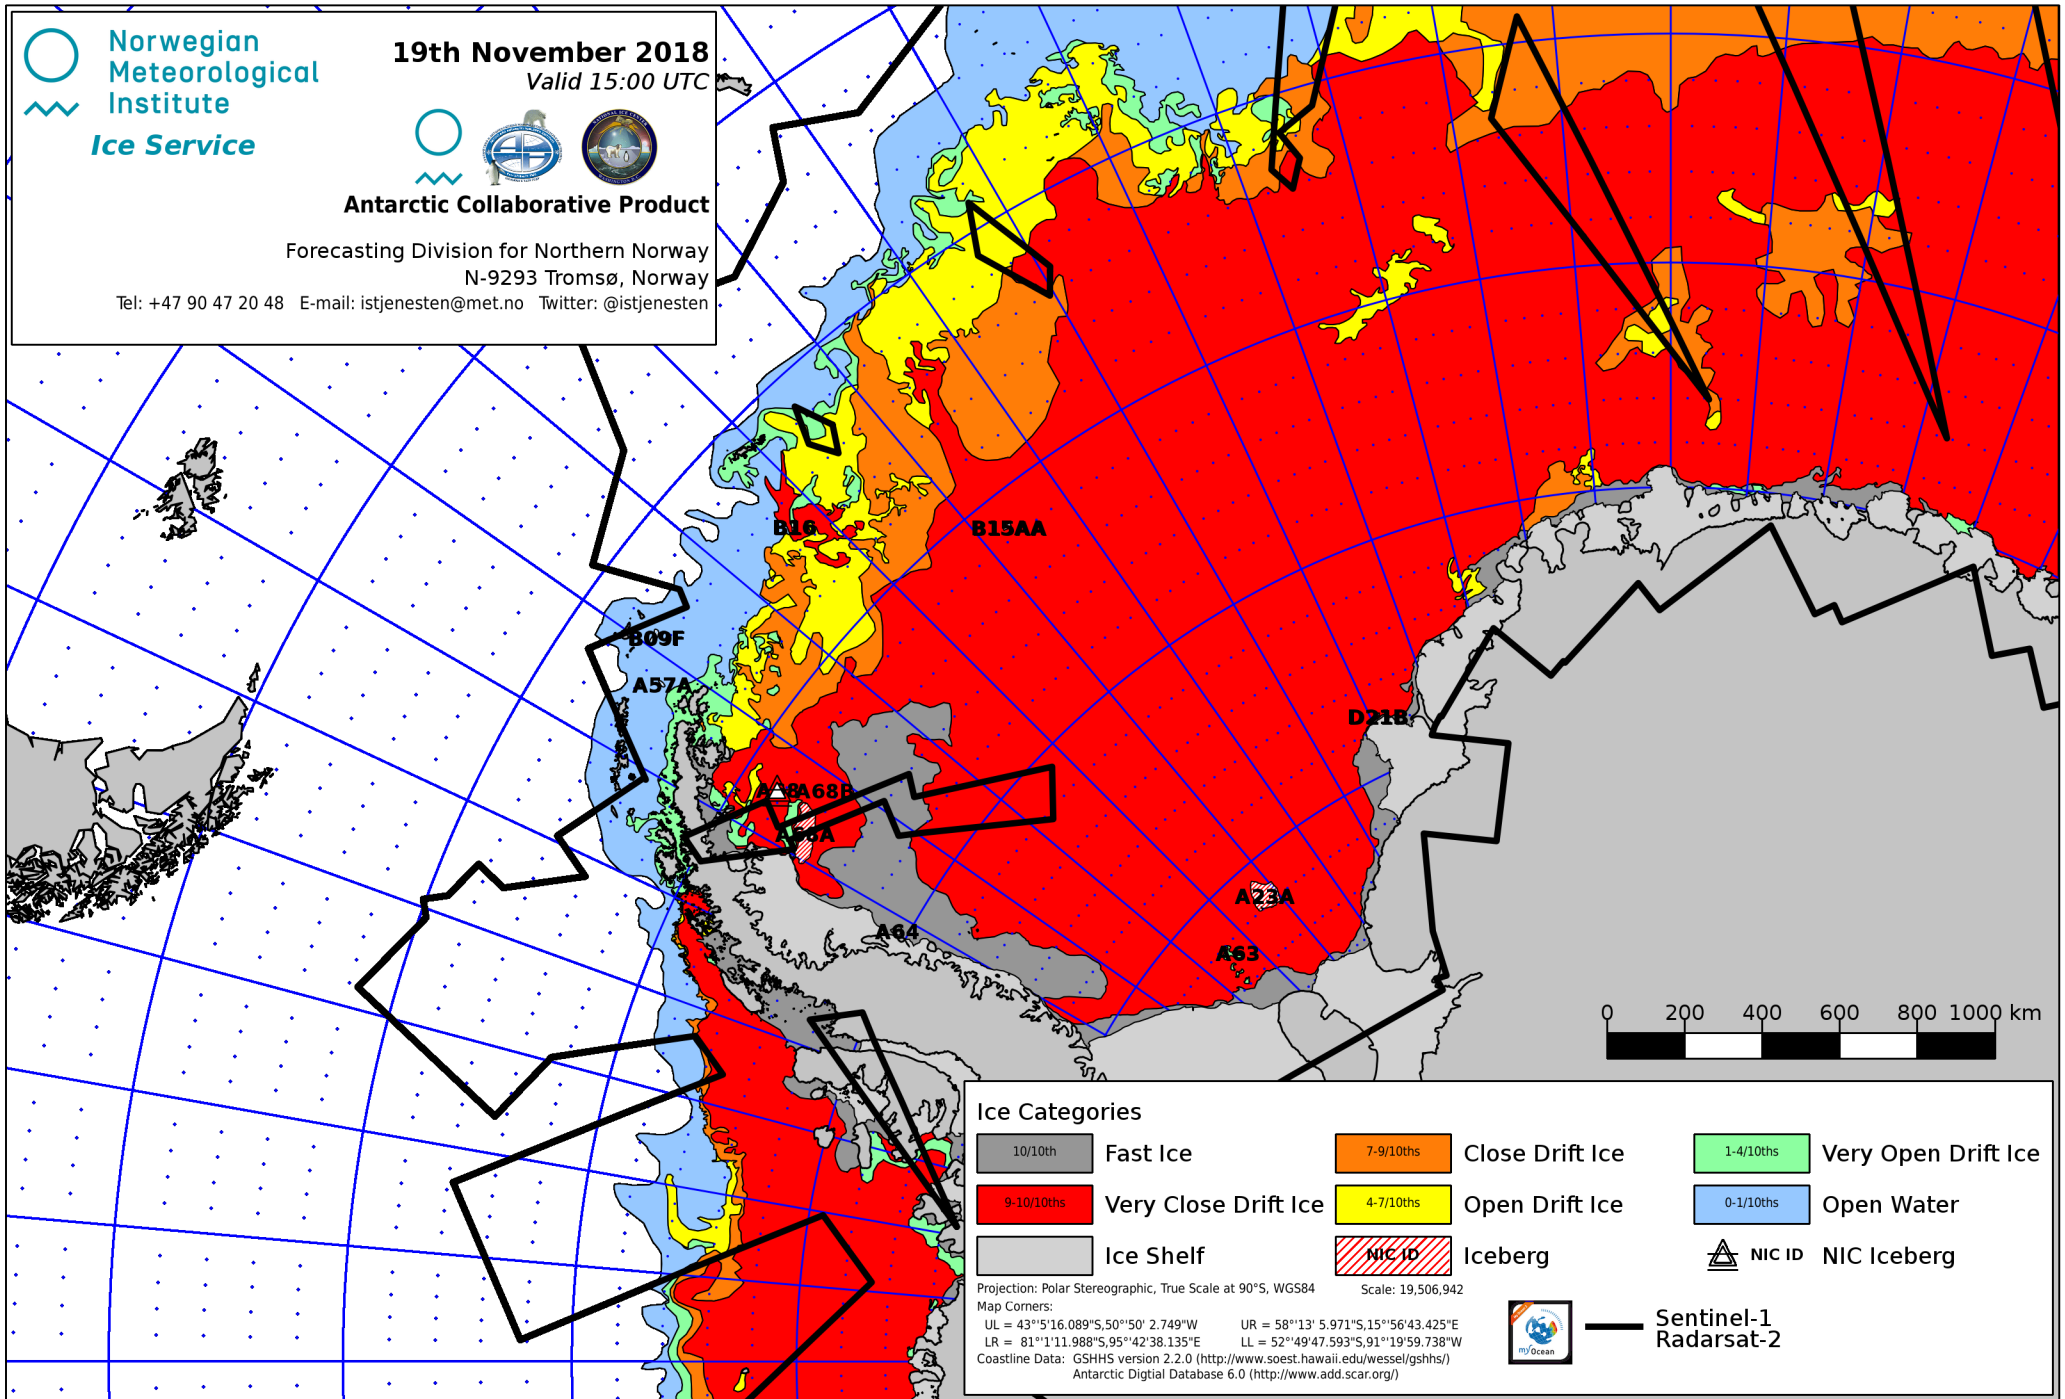 Norwegian
Meteorological
Institute
Ice Service
19th November 2018
Valid 15:00 UTC
Antarctic Collaborative Product
Forecasting Division for Northern Norway
N-9293 Tromsø, Norway
Tel: +47 90 47 20 48 E-mail: istjenesten@met.no Twitter: @istjenesten
B16
B15AA
B09F
A57A
D21B
A68B
A68A
A23A
A64
A63
0 200 400 600 800 1000 km
Ice Categories
10/10th Fast Ice
7-9/10ths Close Drift Ice
1-4/10ths Very Open Drift Ice
9-10/10ths Very Close Drift Ice
4-7/10ths Open Drift Ice
0-1/10ths Open Water
Ice Shelf
NIC ID Iceberg
NIC ID NIC Iceberg
Projection: Polar Stereographic, True Scale at 90°S, WGS84 Scale: 19,506,942
Map Corners:
UL = 43°'5'16.089"S,50°'50' 2.749"W UR = 58°'13' 5.971"S,15°'56'43.425"E
LR = 81°'1'11.988"S,95°'42'38.135"E LL = 52°'49'47.593"S,91°'19'59.738"W
Coastline Data: GSHHS version 2.2.0 (http://www.soest.hawaii.edu/wessel/gshhs/)
Antarctic Digtial Database 6.0 (http://www.add.scar.org/)
myOcean
Sentinel-1
Radarsat-2